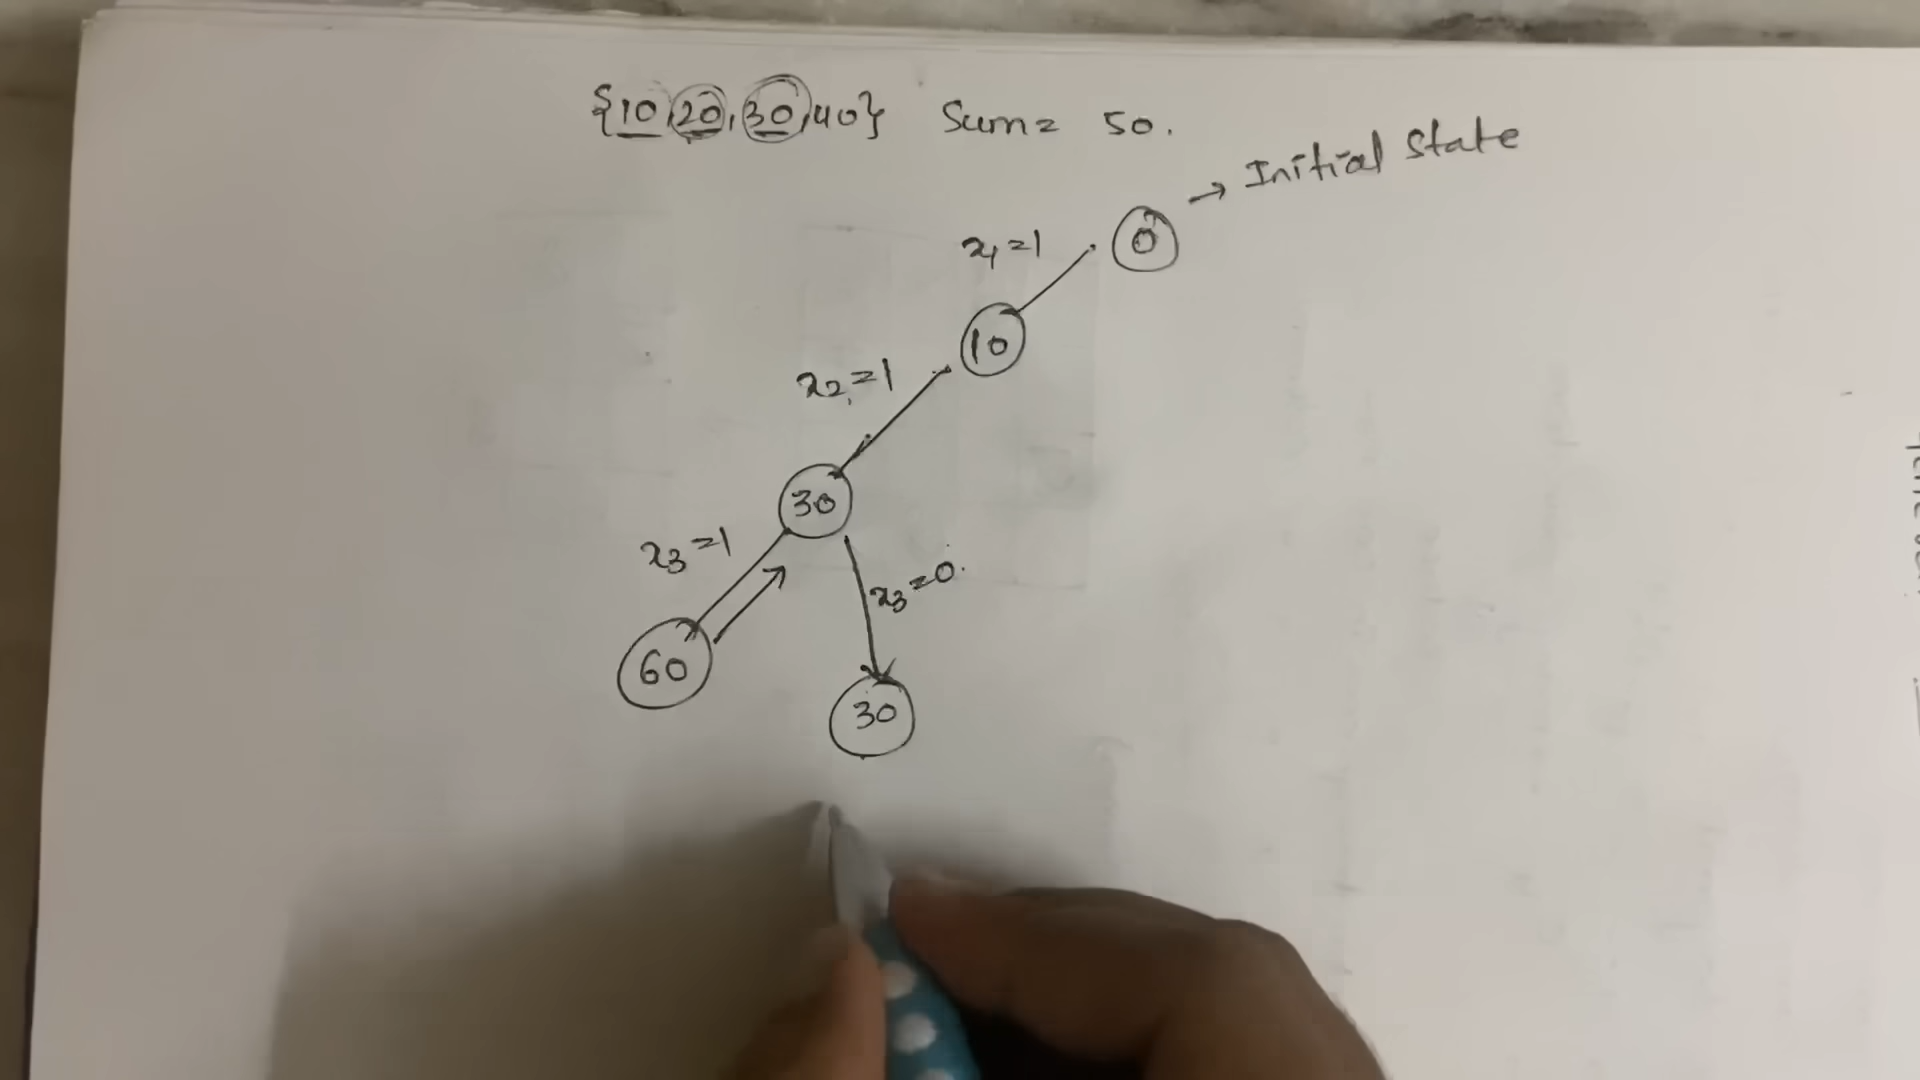 {10,20,30,40} Sum= 50.
→ Initial State
0
x1=1
10
x2=1
30
x3=1
x3=0.
60
30